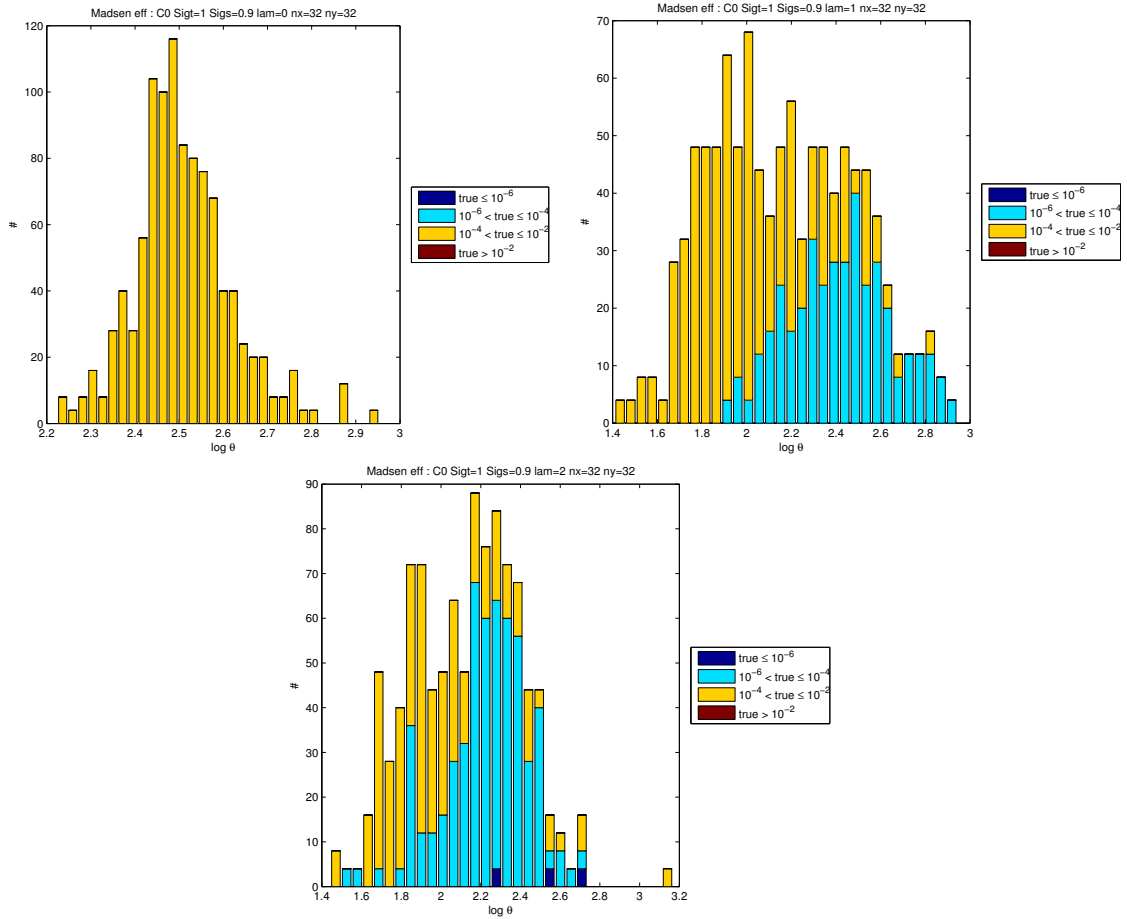 Madsen eff : C0 Sigt=1 Sigs=0.9 lam=0 nx=32 ny=32
120
100
80
60
40
20
0
#
2.2 2.3 2.4 2.5 2.6 2.7 2.8 2.9 3
log θ
true ≤ 10^-6
10^-6 < true ≤ 10^-4
10^-4 < true ≤ 10^-2
true > 10^-2
Madsen eff : C0 Sigt=1 Sigs=0.9 lam=1 nx=32 ny=32
70
60
50
40
30
20
10
0
#
1.4 1.6 1.8 2 2.2 2.4 2.6 2.8 3
log θ
true ≤ 10^-6
10^-6 < true ≤ 10^-4
10^-4 < true ≤ 10^-2
true > 10^-2
Madsen eff : C0 Sigt=1 Sigs=0.9 lam=2 nx=32 ny=32
90
80
70
60
50
40
30
20
10
0
#
1.4 1.6 1.8 2 2.2 2.4 2.6 2.8 3 3.2
log θ
true ≤ 10^-6
10^-6 < true ≤ 10^-4
10^-4 < true ≤ 10^-2
true > 10^-2